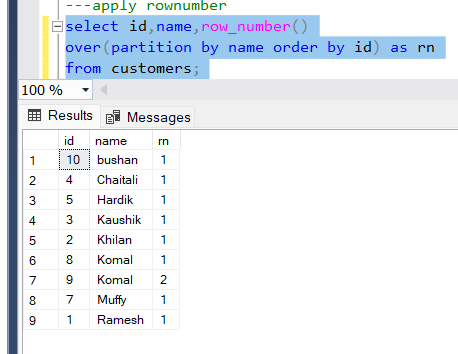 ---apply rownumber
select id,name,row_number()
over(partition by name order by id) as rn
from customers;
100 %
Results Messages
id name rn
1 10 bushan 1
2 4 Chaitali 1
3 5 Hardik 1
4 3 Kaushik 1
5 2 Khilan 1
6 8 Komal 1
7 9 Komal 2
8 7 Muffy 1
9 1 Ramesh 1